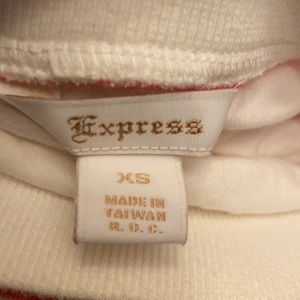 Express
XS
MADE IN
TAIWAN
R. O. C.